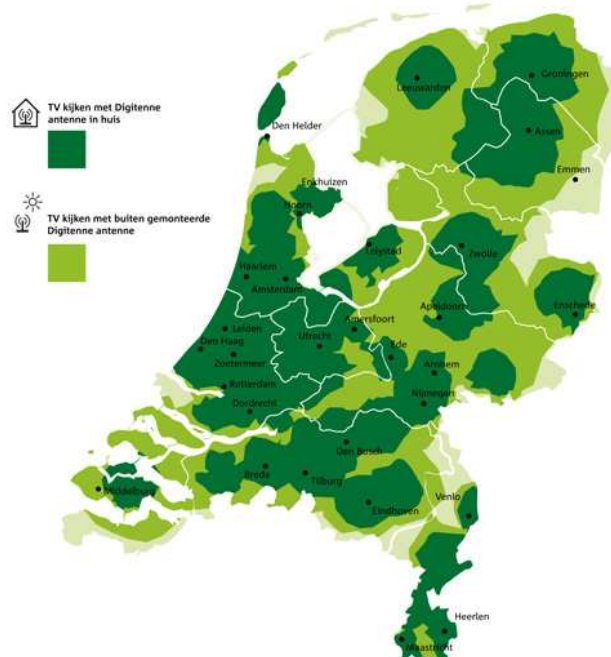 TV kijken met Digitenne
antenne in huis
TV kijken met buiten gemonteerde
Digitenne antenne
Groningen
Leeuwarden
Assen
Den Helder
Emmen
Enkhuizen
Hoorn
Lelystad
Zwolle
Haarlem
Amsterdam
Apeldoorn
Enschede
Leiden
Amersfoort
Utrecht
Den Haag
Ede
Zoetermeer
Arnhem
Rotterdam
Nijmegen
Dordrecht
Den Bosch
Breda
Tilburg
Middelburg
Venlo
Eindhoven
Heerlen
Maastricht